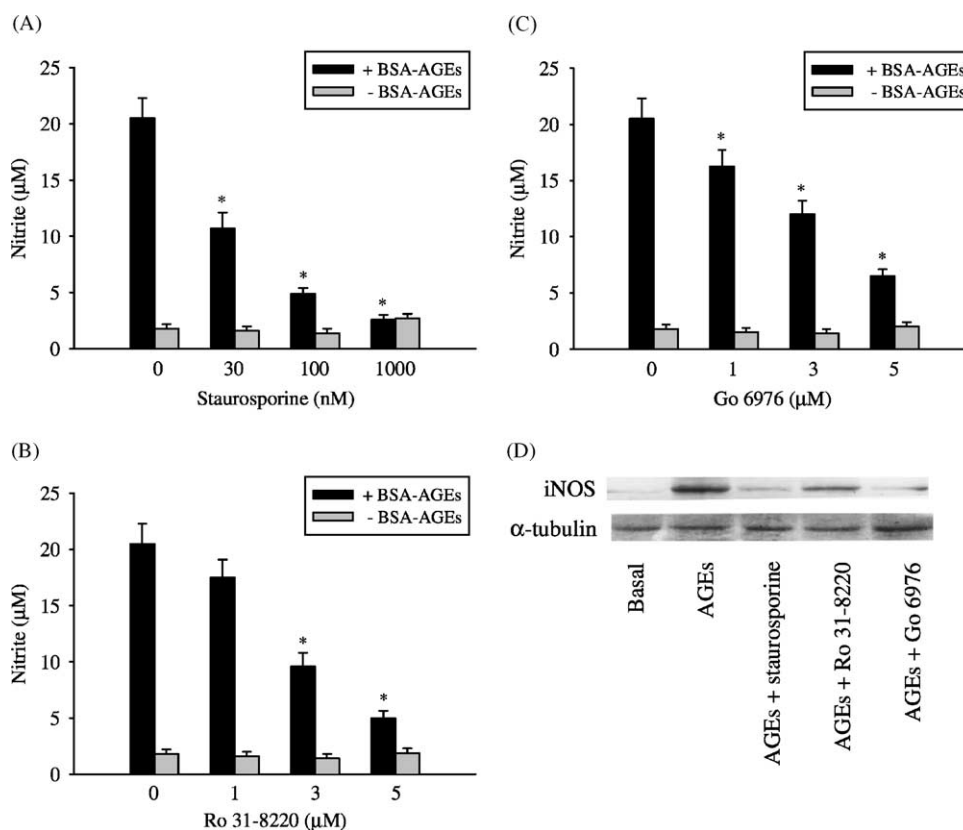 (A)
+ BSA-AGEs
- BSA-AGEs
25
20
15
10
5
0
Nitrite (μM)
*
*
*
0 30 100 1000
Staurosporine (nM)
(C)
+ BSA-AGEs
- BSA-AGEs
25
20
15
10
5
0
Nitrite (μM)
*
*
*
0 1 3 5
Go 6976 (μM)
(B)
+ BSA-AGEs
- BSA-AGEs
25
20
15
10
5
0
Nitrite (μM)
*
*
0 1 3 5
Ro 31-8220 (μM)
(D)
iNOS
α-tubulin
Basal
AGEs
AGEs + staurosporine
AGEs + Ro 31-8220
AGEs + Go 6976